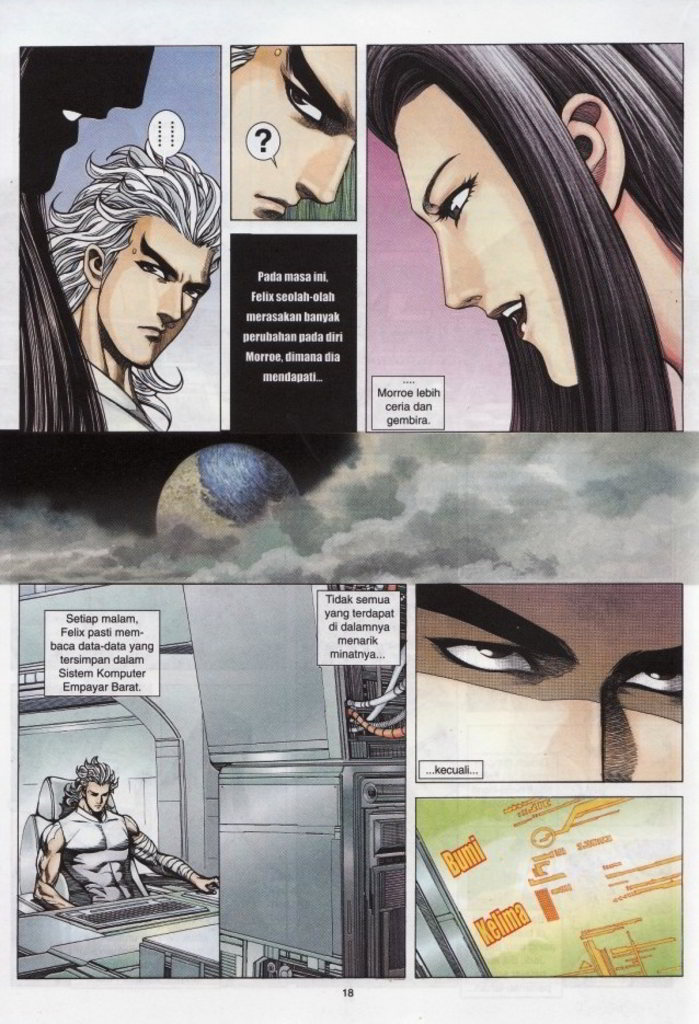 ......
?
Pada masa ini,
Felix seolah-olah
merasakan banyak
perubahan pada diri
Morroe, dimana dia
mendapati...
....
Morroe lebih
ceria dan
gembira.
Setiap malam,
Felix pasti mem-
baca data-data yang
tersimpan dalam
Sistem Komputer
Empayar Barat.
Tidak semua
yang terdapat
di dalamnya
menarik
minatnya...
...kecuali...
Bumi
Kelima
18